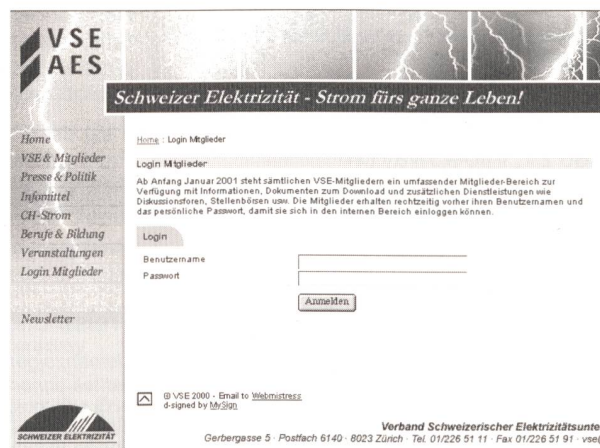 VSE
AES
Schweizer Elektrizität - Strom fürs ganze Leben!
Home
VSE & Mitglieder
Presse & Politik
Infomittel
CH-Strom
Berufe & Bildung
Veranstaltungen
Login Mitglieder
Newsletter
SCHWEIZER ELEKTRIZITÄT
Home : Login Mitglieder
Login Mitglieder
Ab Anfang Januar 2001 steht sämtlichen VSE-Mitgliedern ein umfassender Mitglieder-Bereich zur
Verfügung mit Informationen, Dokumenten zum Download und zusätzlichen Dienstleistungen wie
Diskussionsforen, Stellenbörsen usw. Die Mitglieder erhalten rechtzeitig vorher ihren Benutzernamen und
das persönliche Passwort, damit sie sich in den internen Bereich einloggen können.
Login
Benutzername
Passwort
Anmelden
© VSE 2000 - Email to Webmistress
d-signed by MySign
Verband Schweizerischer Elektrizitätsunte
Gerbergasse 5 · Postfach 6140 · 8023 Zürich · Tel. 01/226 51 11 · Fax 01/226 51 91 · vse@